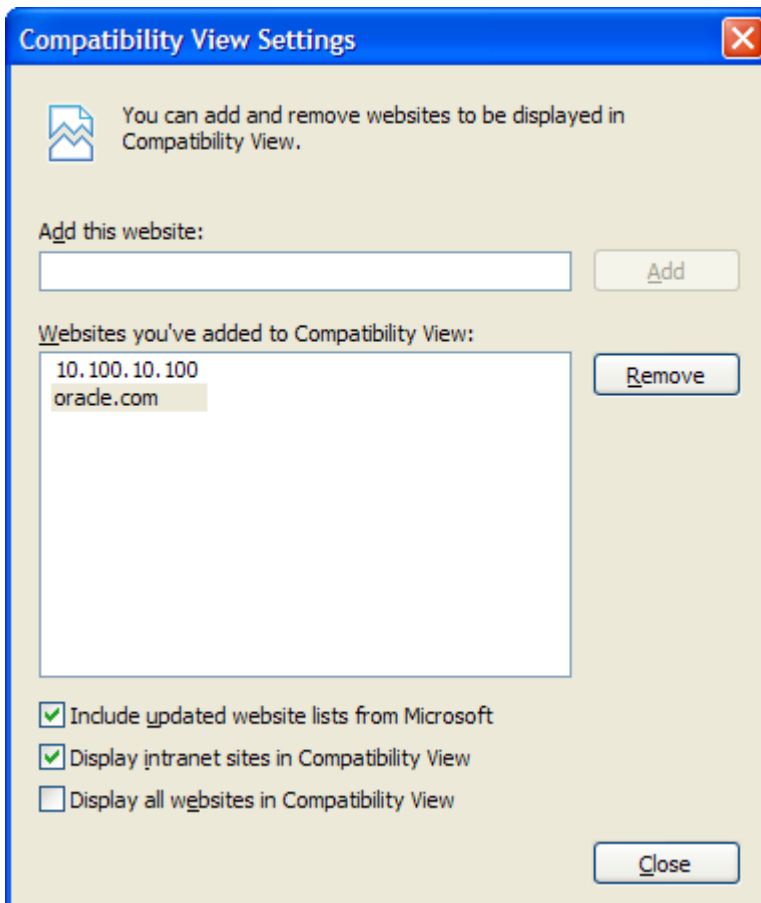 Compatibility View Settings
You can add and remove websites to be displayed in
Compatibility View.
Add this website:
Add
Websites you've added to Compatibility View:
10.100.10.100
oracle.com
Remove
Include updated website lists from Microsoft
Display intranet sites in Compatibility View
Display all websites in Compatibility View
Close